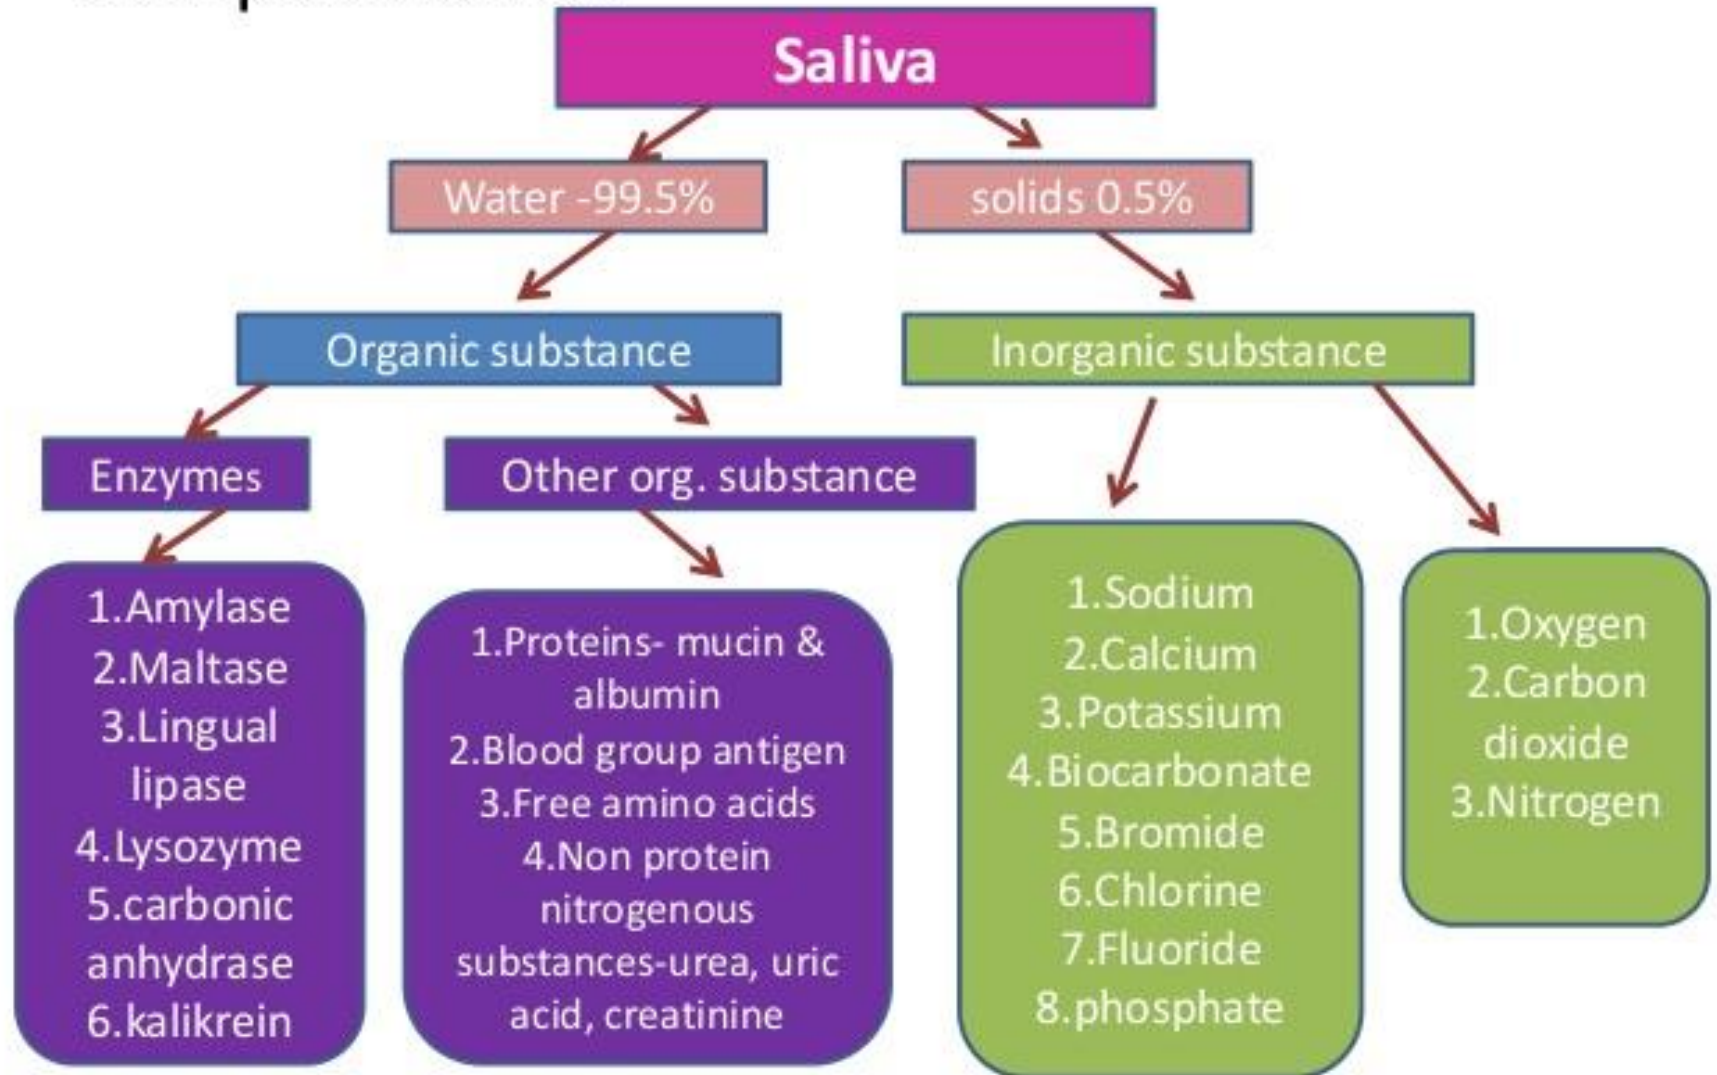 Saliva
Water -99.5%
solids 0.5%
Organic substance
Inorganic substance
Enzymes
Other org. substance
1.Amylase
2.Maltase
3.Lingual
lipase
4.Lysozyme
5.carbonic
anhydrase
6.kalikrein
1.Proteins- mucin &
albumin
2.Blood group antigen
3.Free amino acids
4.Non protein
nitrogenous
substances-urea, uric
acid, creatinine
1.Sodium
2.Calcium
3.Potassium
4.Biocarbonate
5.Bromide
6.Chlorine
7.Fluoride
8.phosphate
1.Oxygen
2.Carbon
dioxide
3.Nitrogen